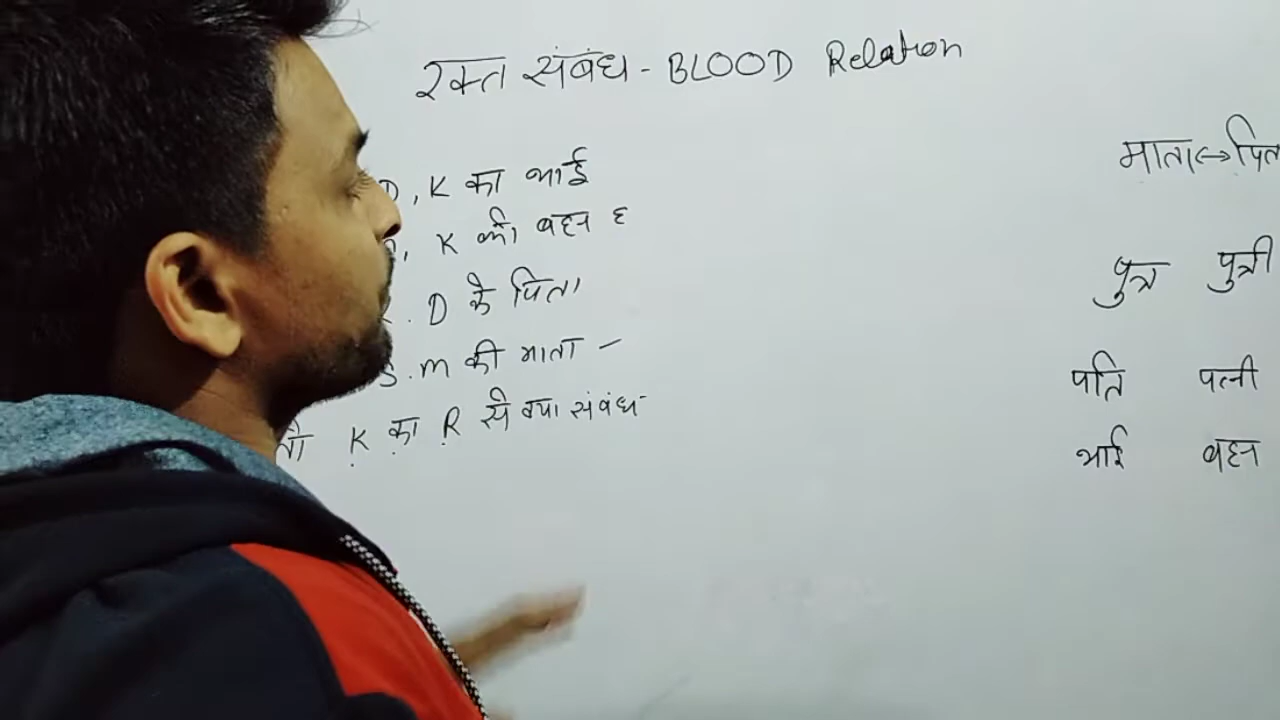 रक्त संबंध - BLOOD Relation
D, K का भाई
, K की बहन ह
. D के पिता
S. m की माता -
तो K का R से क्या संबंध -
माता ↔ पित
पुत्र पुत्री
पति पत्नी
भाई बहन